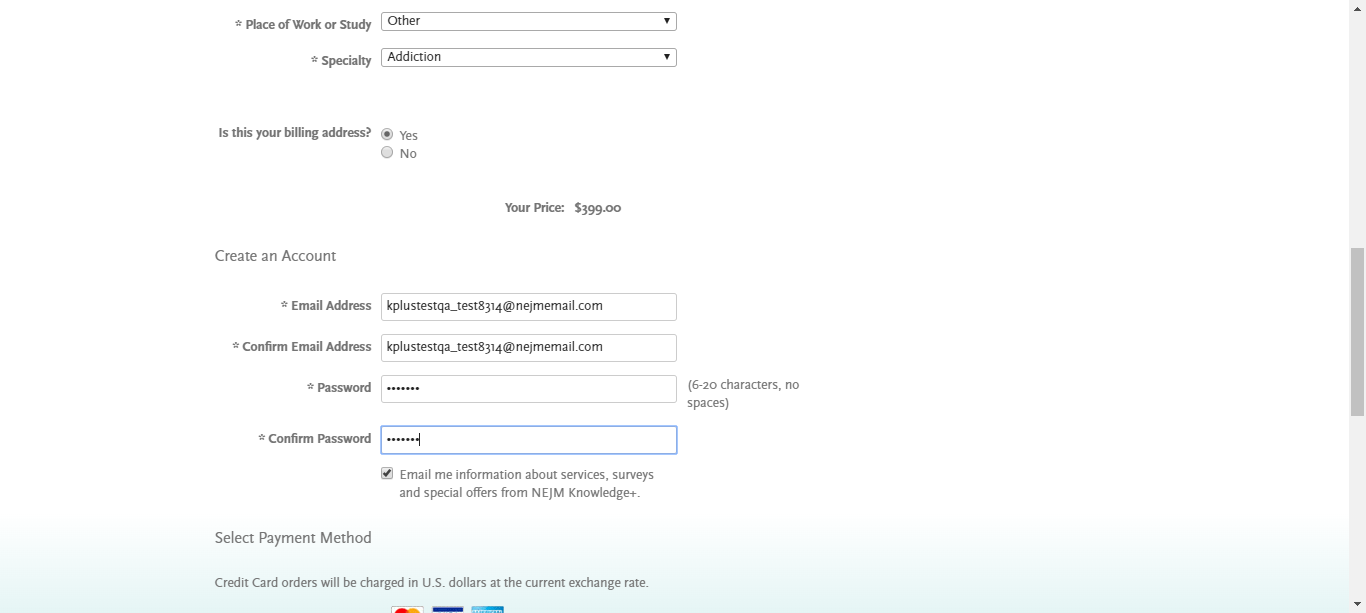 * Place of Work or Study Other
* Specialty Addiction
Is this your billing address? Yes
No
Your Price: $399.00
Create an Account
* Email Address kplustestqa_test8314@nejmemail.com
* Confirm Email Address kplustestqa_test8314@nejmemail.com
* Password ••••••• (6-20 characters, no
spaces)
* Confirm Password •••••••
Email me information about services, surveys
and special offers from NEJM Knowledge+.
Select Payment Method
Credit Card orders will be charged in U.S. dollars at the current exchange rate.